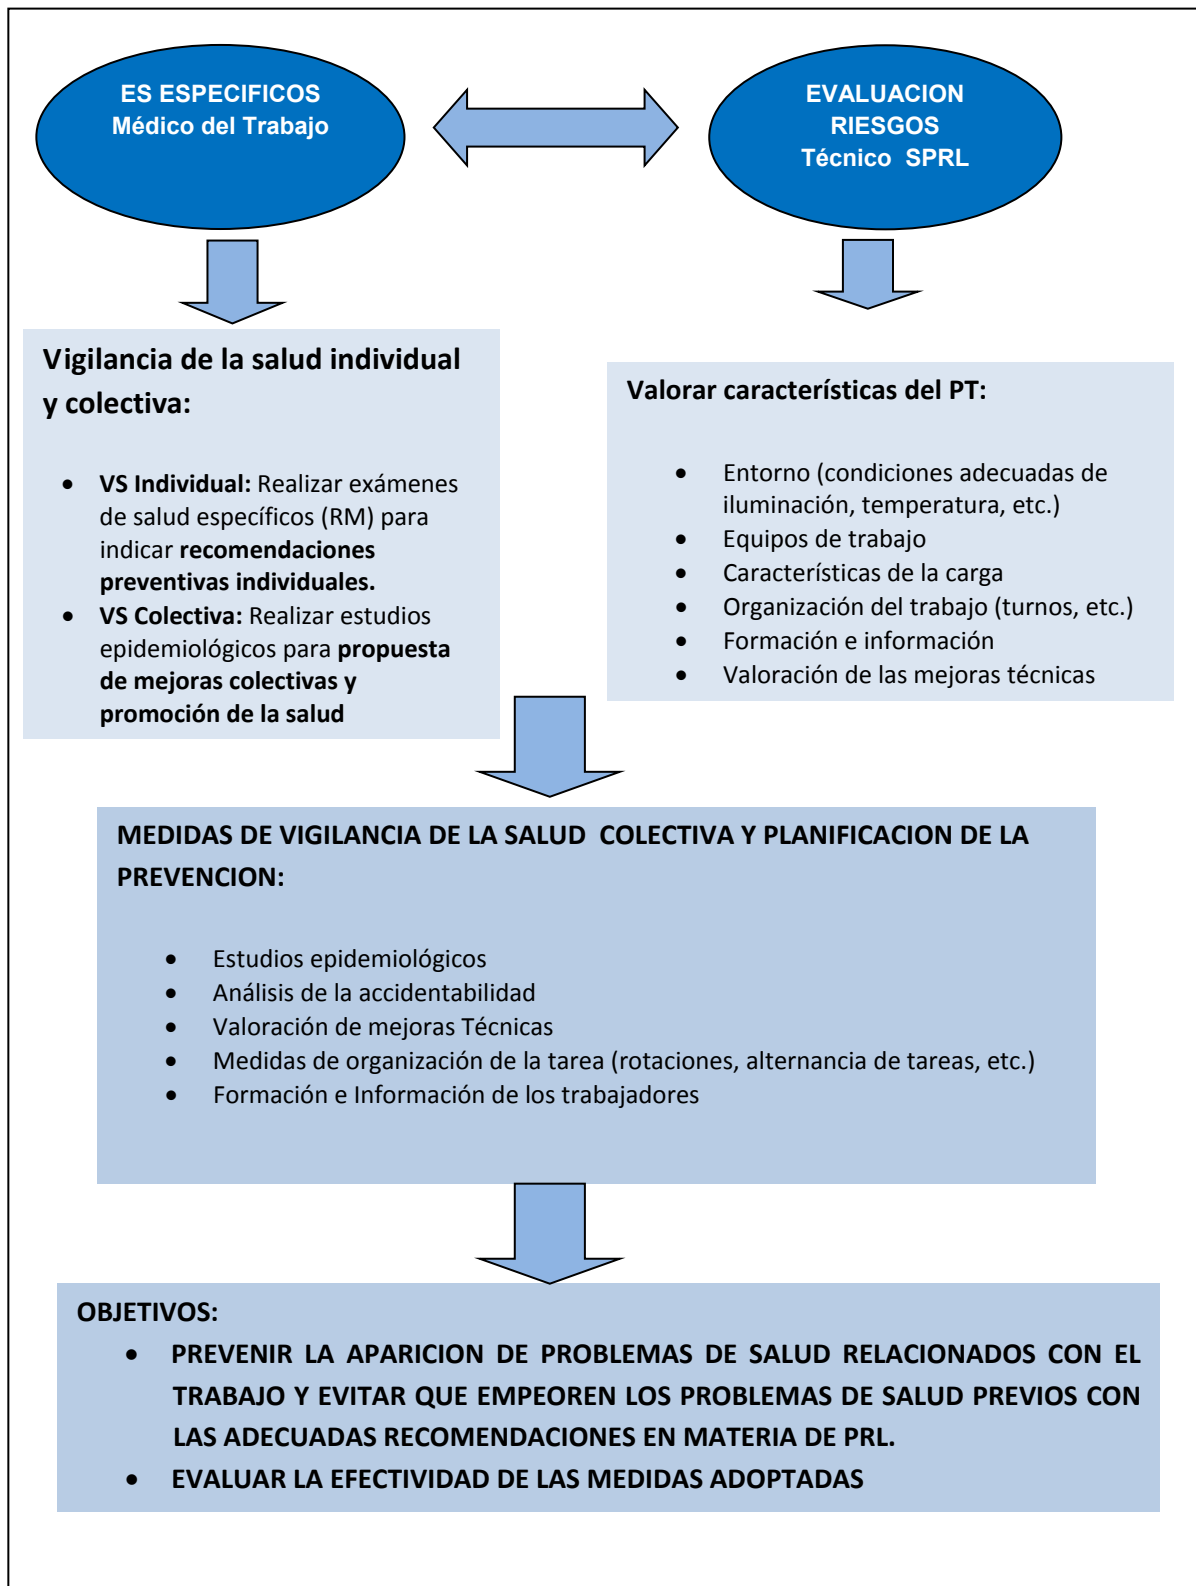 ES ESPECIFICOS
Médico del Trabajo
EVALUACION
RIESGOS
Técnico  SPRL
Vigilancia de la salud individual
y colectiva:
• VS Individual: Realizar exámenes
de salud específicos (RM) para
indicar recomendaciones
preventivas individuales.
• VS Colectiva: Realizar estudios
epidemiológicos para propuesta
de mejoras colectivas y
promoción de la salud
Valorar características del PT:
• Entorno (condiciones adecuadas de
iluminación, temperatura, etc.)
• Equipos de trabajo
• Características de la carga
• Organización del trabajo (turnos, etc.)
• Formación e información
• Valoración de las mejoras técnicas
MEDIDAS DE VIGILANCIA DE LA SALUD  COLECTIVA Y PLANIFICACION DE LA
PREVENCION:
• Estudios epidemiológicos
• Análisis de la accidentabilidad
• Valoración de mejoras Técnicas
• Medidas de organización de la tarea (rotaciones, alternancia de tareas, etc.)
• Formación e Información de los trabajadores
OBJETIVOS:
• PREVENIR LA APARICION DE PROBLEMAS DE SALUD RELACIONADOS CON EL
TRABAJO Y EVITAR QUE EMPEOREN LOS PROBLEMAS DE SALUD PREVIOS CON
LAS ADECUADAS RECOMENDACIONES EN MATERIA DE PRL.
• EVALUAR LA EFECTIVIDAD DE LAS MEDIDAS ADOPTADAS